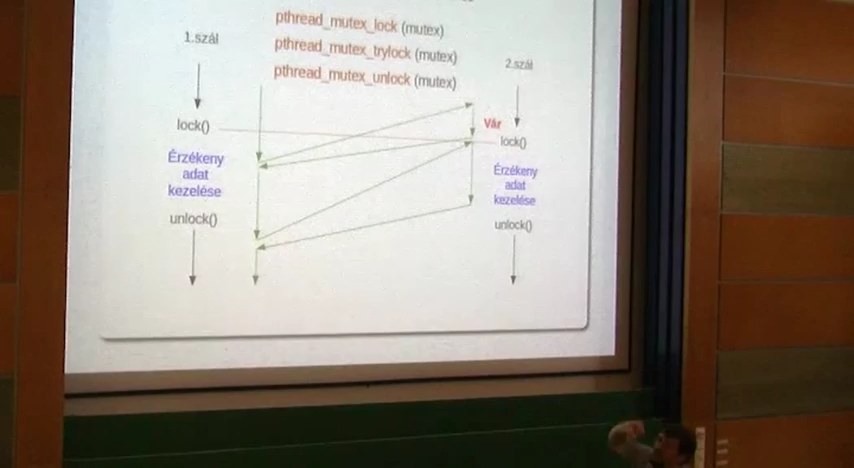 pthread_mutex_lock (mutex)
pthread_mutex_trylock (mutex)
pthread_mutex_unlock (mutex)
1.szál
lock()
Érzékeny
adat
kezelése
unlock()
2.szál
Vár
lock()
Érzékeny
adat
kezelése
unlock()